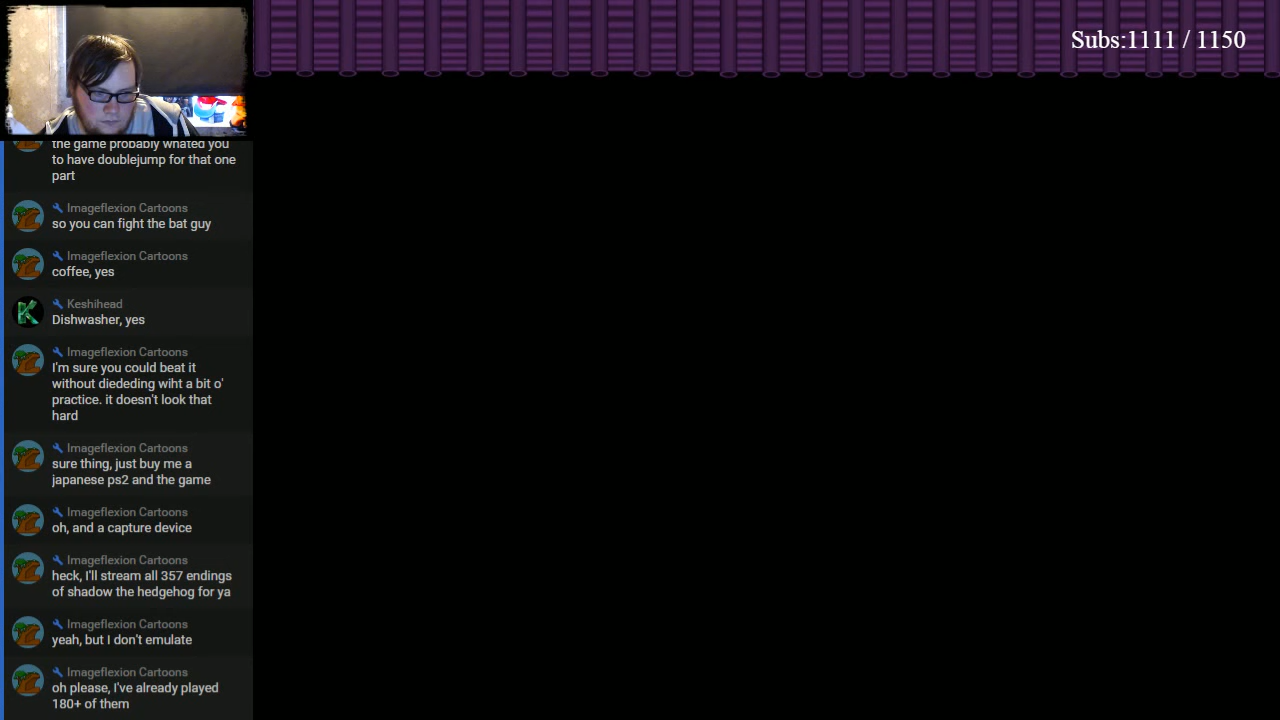 Subs:1111 / 1150
the game probably whated you
to have doublejump for that one
part
Imageflexion Cartoons
so you can fight the bat guy
Imageflexion Cartoons
coffee, yes
Keshihead
Dishwasher, yes
Imageflexion Cartoons
I'm sure you could beat it
without diededing wiht a bit o'
practice. it doesn't look that
hard
Imageflexion Cartoons
sure thing, just buy me a
japanese ps2 and the game
Imageflexion Cartoons
oh, and a capture device
Imageflexion Cartoons
heck, I'll stream all 357 endings
of shadow the hedgehog for ya
Imageflexion Cartoons
yeah, but I don't emulate
Imageflexion Cartoons
oh please, I've already played
180+ of them